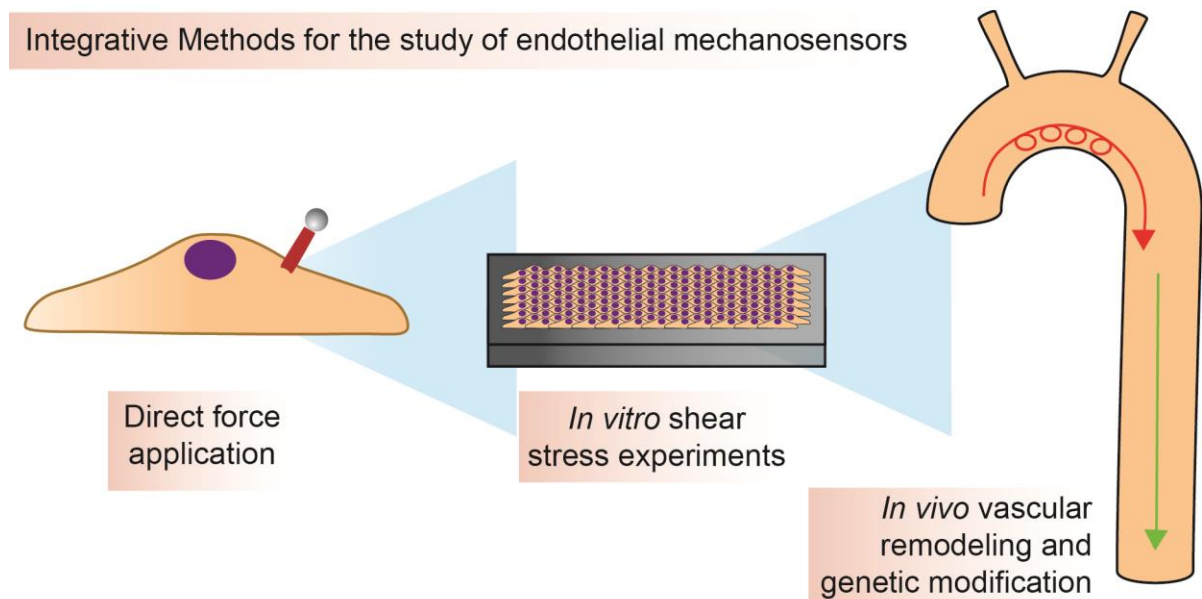 Integrative Methods for the study of endothelial mechanosensors
Direct force
application
In vitro shear
stress experiments
In vivo vascular
remodeling and
genetic modification